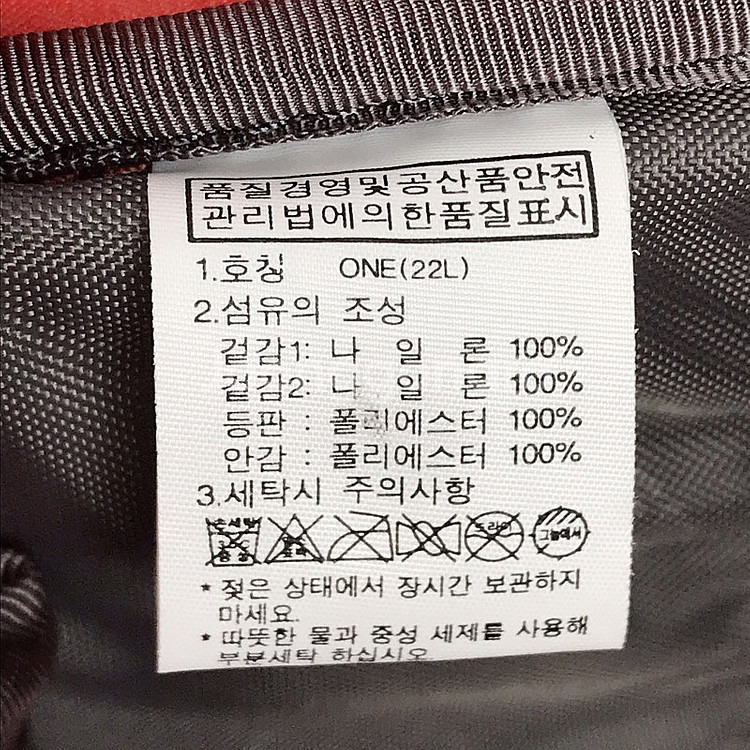 품질경영및공산품안전
관리법에의한품질표시
1.호칭 ONE(22L)
2.섬유의 조성
겉감1: 나 일 론 100%
겉감2: 나 일 론 100%
등판 : 폴리에스터 100%
안감 : 폴리에스터 100%
3.세탁시 주의사항
손세탁 드라이 그늘에서
* 젖은 상태에서 장시간 보관하지
마세요.
* 따뜻한 물과 중성 세제를 사용해
부분세탁 하십시오.